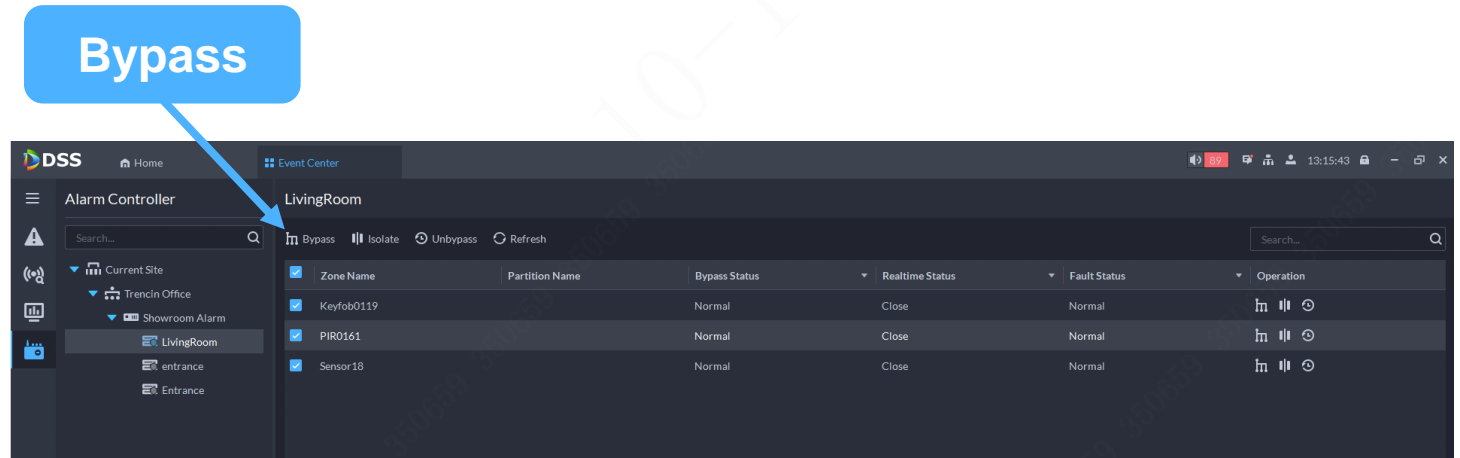 Bypass
DSS Home Event Center 89 13:15:43
Alarm Controller LivingRoom
Search... Bypass Isolate Unbypass Refresh Search...
Zone Name Partition Name Bypass Status Realtime Status Fault Status Operation
Current Site
Trencin Office
Showroom Alarm
LivingRoom
entrance
Entrance
Keyfob0119 Normal Close Normal
PIR0161 Normal Close Normal
Sensor18 Normal Close Normal